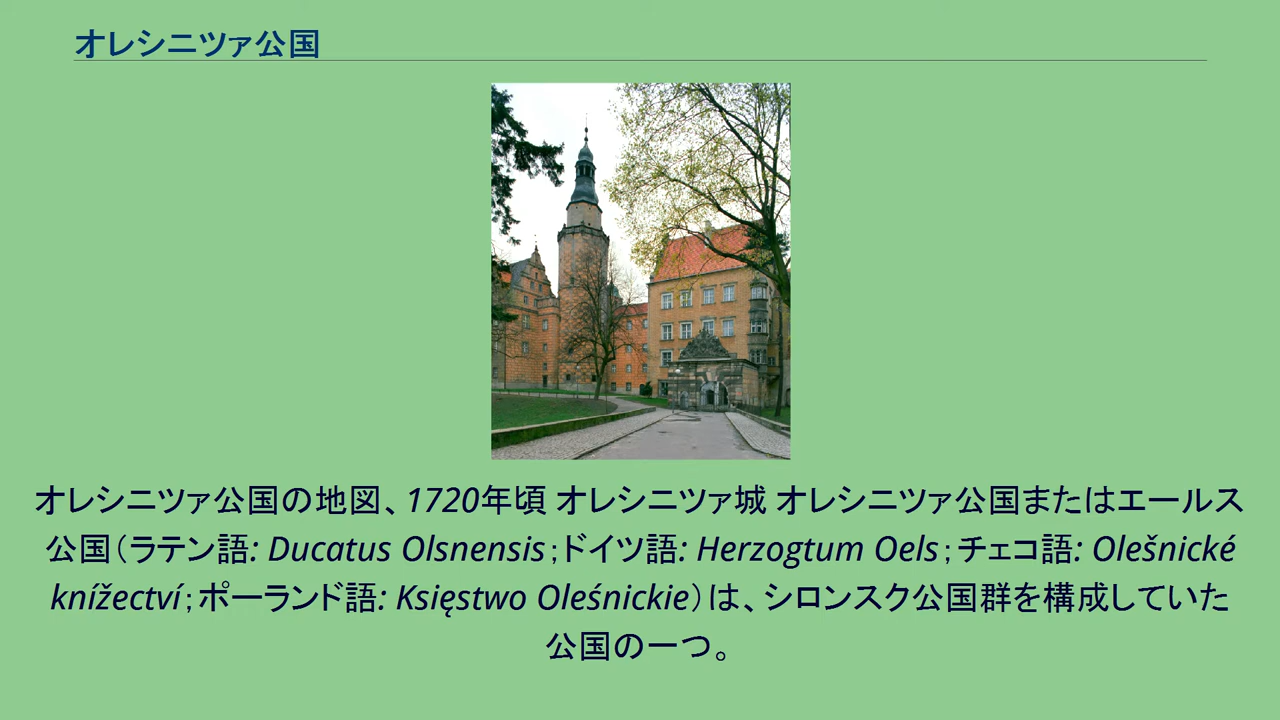 オレシニツァ公国
オレシニツァ公国の地図、1720年頃 オレシニツァ城 オレシニツァ公国またはエールス
公国（ラテン語: Ducatus Olsnensis；ドイツ語: Herzogtum Oels；チェコ語: Olešnické
knížectví；ポーランド語: Księstwo Oleśnickie）は、シロンスク公国群を構成していた
公国の一つ。